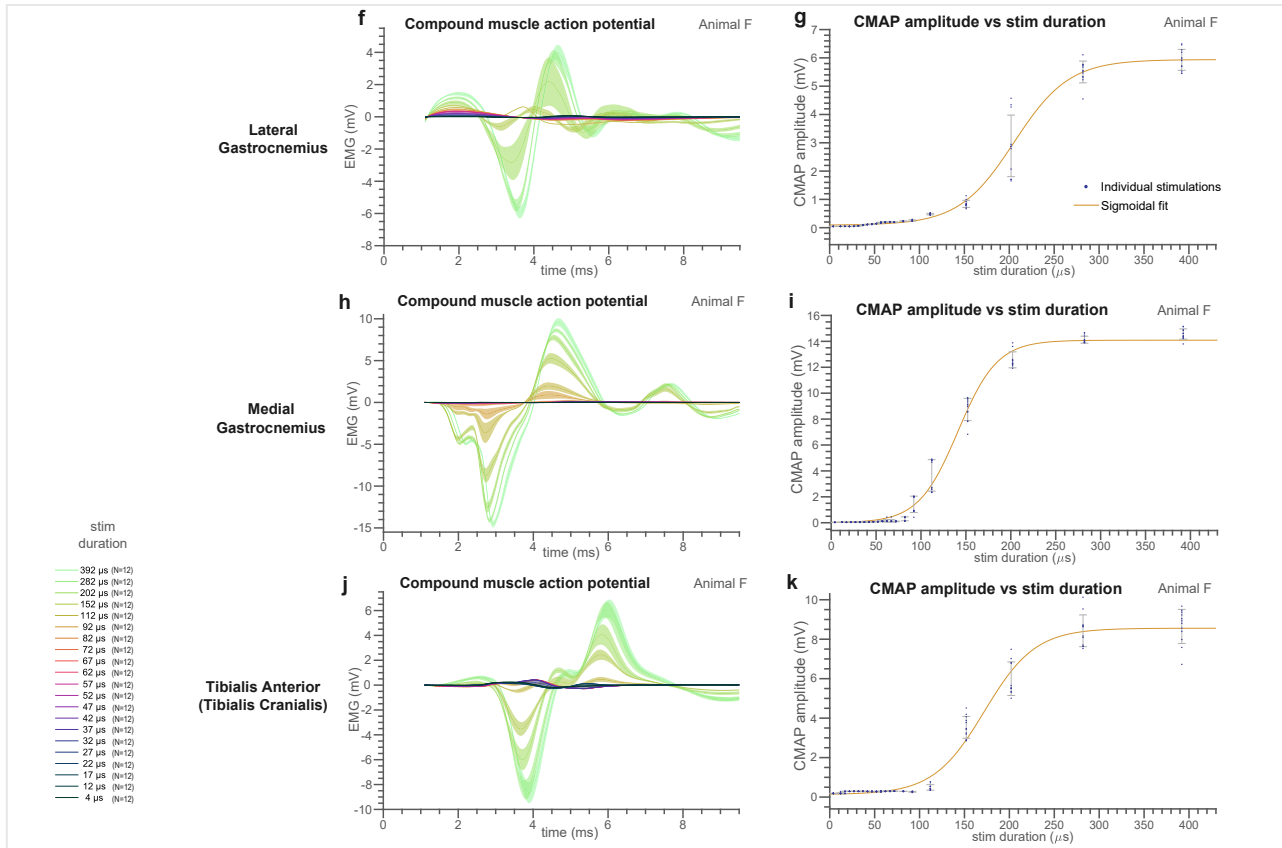 f
Compound muscle action potential
Animal F
4
2
0
-2
-4
-6
-8
EMG (mV)
0
2
4
6
8
time (ms)
Lateral
Gastrocnemius
g
CMAP amplitude vs stim duration
Animal F
7
6
5
4
3
2
1
0
CMAP amplitude (mV)
Individual stimulations
Sigmoidal fit
0
50
100
150
200
250
300
350
400
stim duration (μs)
h
Compound muscle action potential
Animal F
10
5
0
-5
-10
-15
EMG (mV)
0
2
4
6
8
time (ms)
Medial
Gastrocnemius
i
CMAP amplitude vs stim duration
Animal F
16
14
12
10
8
6
4
2
0
CMAP amplitude (mV)
0
50
100
150
200
250
300
350
400
stim duration (μs)
stim
duration
392 μs (N=12)
282 μs (N=12)
202 μs (N=12)
152 μs (N=12)
112 μs (N=12)
92 μs (N=12)
82 μs (N=12)
72 μs (N=12)
67 μs (N=12)
62 μs (N=12)
57 μs (N=12)
52 μs (N=12)
47 μs (N=12)
42 μs (N=12)
37 μs (N=12)
32 μs (N=12)
27 μs (N=12)
22 μs (N=12)
17 μs (N=12)
12 μs (N=12)
4 μs (N=12)
j
Compound muscle action potential
Animal F
6
4
2
0
-2
-4
-6
-8
-10
EMG (mV)
0
2
4
6
8
time (ms)
Tibialis Anterior
(Tibialis Cranialis)
k
CMAP amplitude vs stim duration
Animal F
10
8
6
4
2
0
CMAP amplitude (mV)
0
50
100
150
200
250
300
350
400
stim duration (μs)